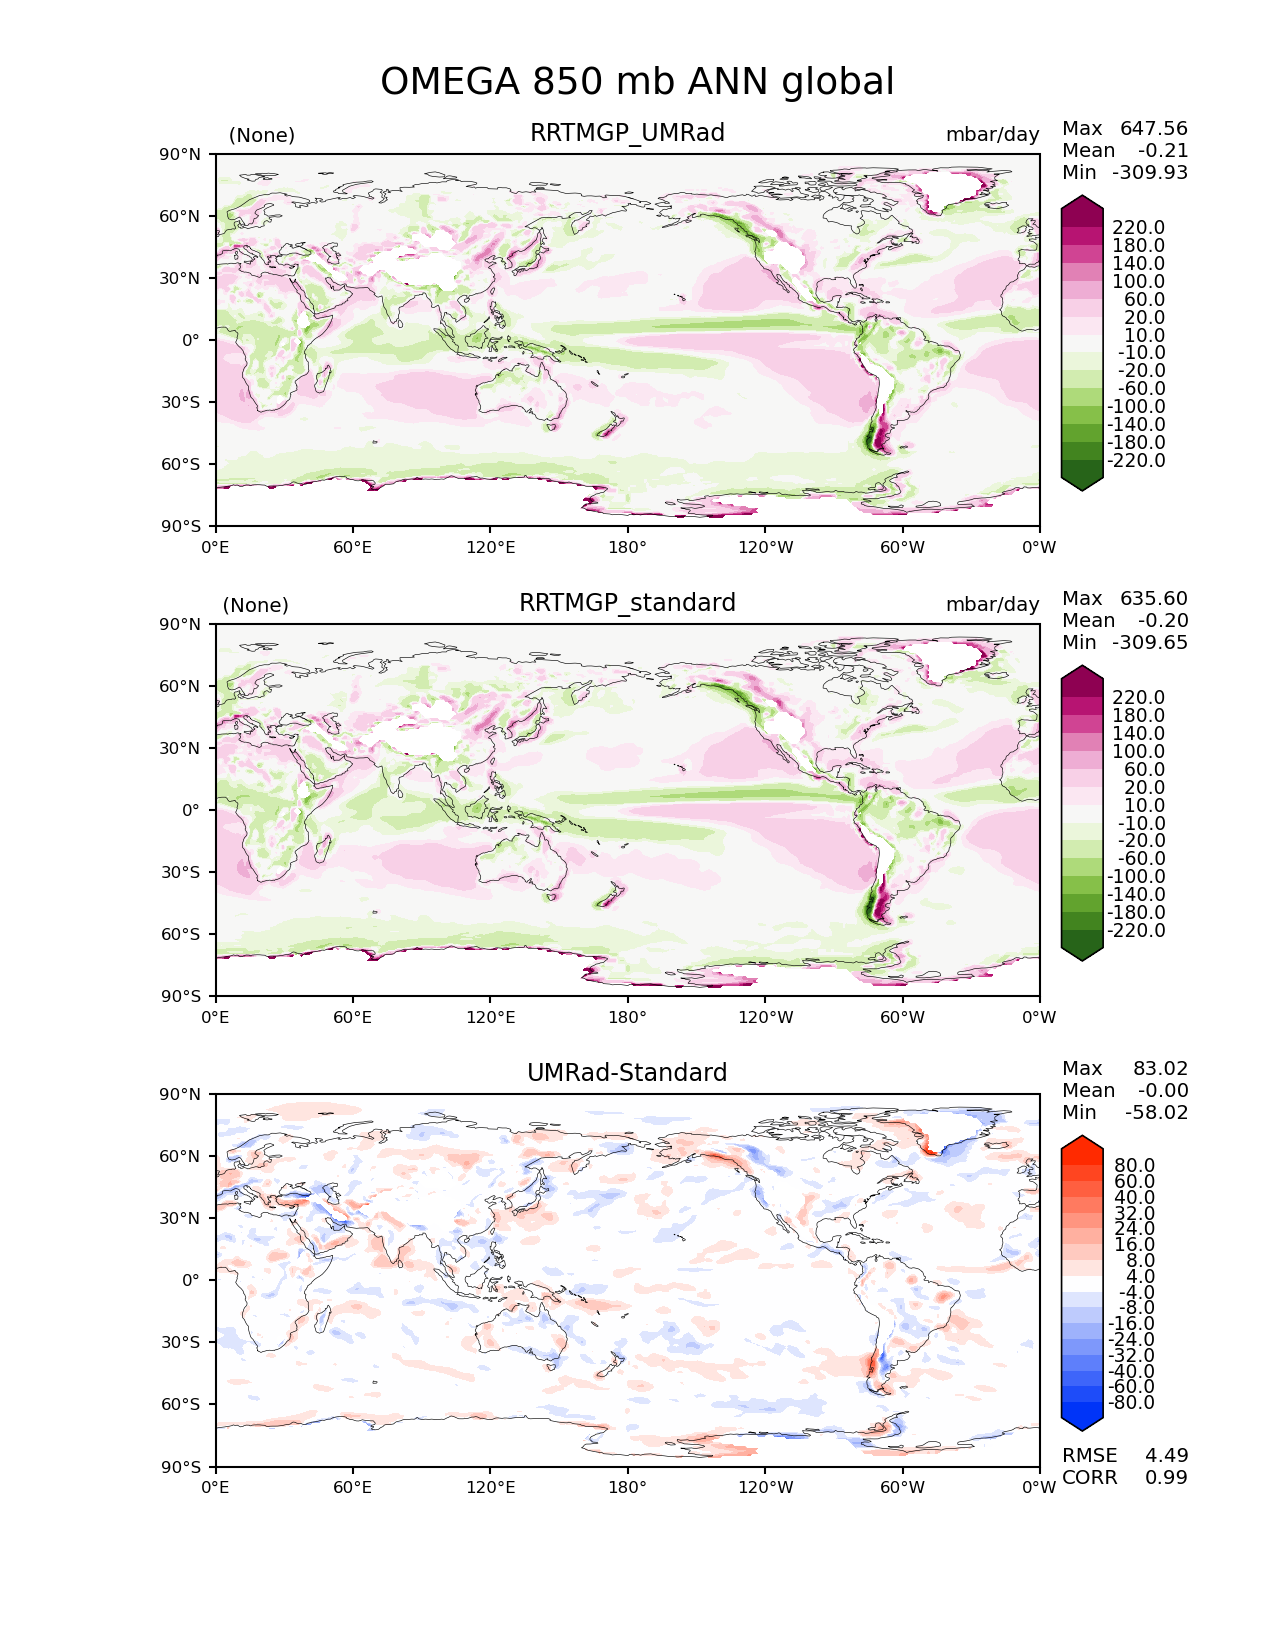 OMEGA 850 mb ANN global
(None) RRTMGP_UMRad mbar/day
Max 647.56
Mean -0.21
Min -309.93
90°N
60°N
30°N
0°
30°S
60°S
90°S
0°E 60°E 120°E 180° 120°W 60°W 0°W
220.0
180.0
140.0
100.0
60.0
20.0
10.0
-10.0
-20.0
-60.0
-100.0
-140.0
-180.0
-220.0
(None) RRTMGP_standard mbar/day
Max 635.60
Mean -0.20
Min -309.65
90°N
60°N
30°N
0°
30°S
60°S
90°S
0°E 60°E 120°E 180° 120°W 60°W 0°W
220.0
180.0
140.0
100.0
60.0
20.0
10.0
-10.0
-20.0
-60.0
-100.0
-140.0
-180.0
-220.0
UMRad-Standard
Max 83.02
Mean -0.00
Min -58.02
90°N
60°N
30°N
0°
30°S
60°S
90°S
0°E 60°E 120°E 180° 120°W 60°W 0°W
80.0
60.0
40.0
32.0
24.0
16.0
8.0
4.0
-4.0
-8.0
-16.0
-24.0
-32.0
-40.0
-60.0
-80.0
RMSE 4.49
CORR 0.99